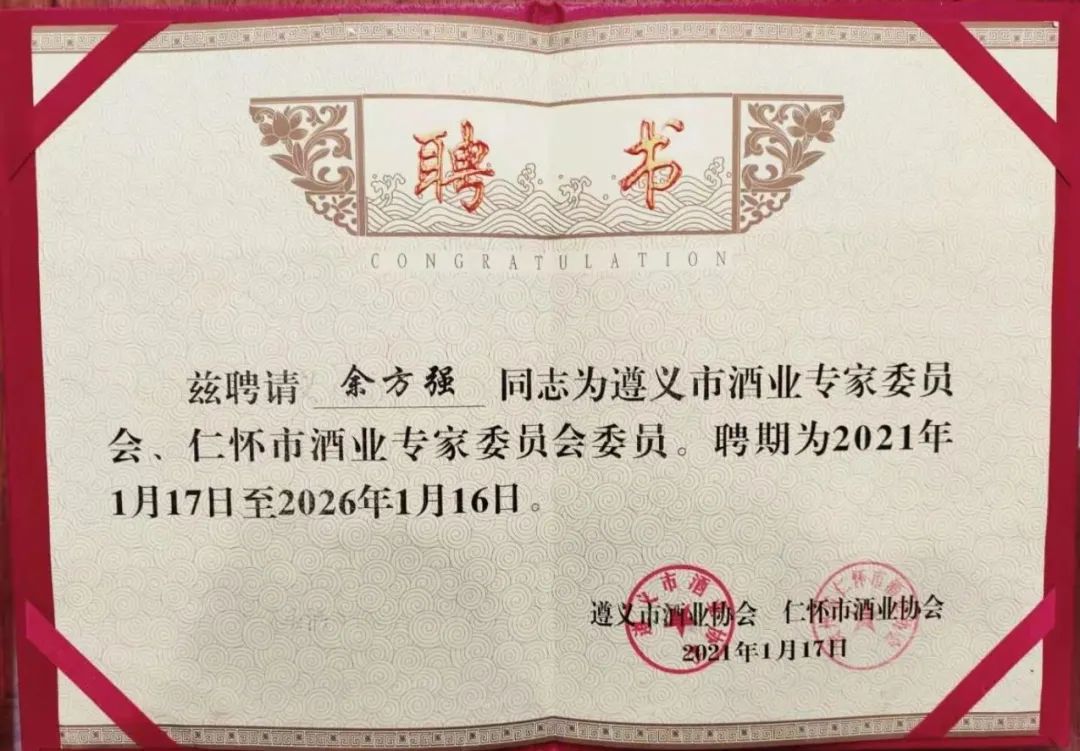 聘书
CONGRATULATION
兹聘请 余方强 同志为遵义市酒业专家委员
会、仁怀市酒业专家委员会委员。聘期为2021年
1月17日至2026年1月16日。
遵义市酒业协会 仁怀市酒业协会
2021年1月17日